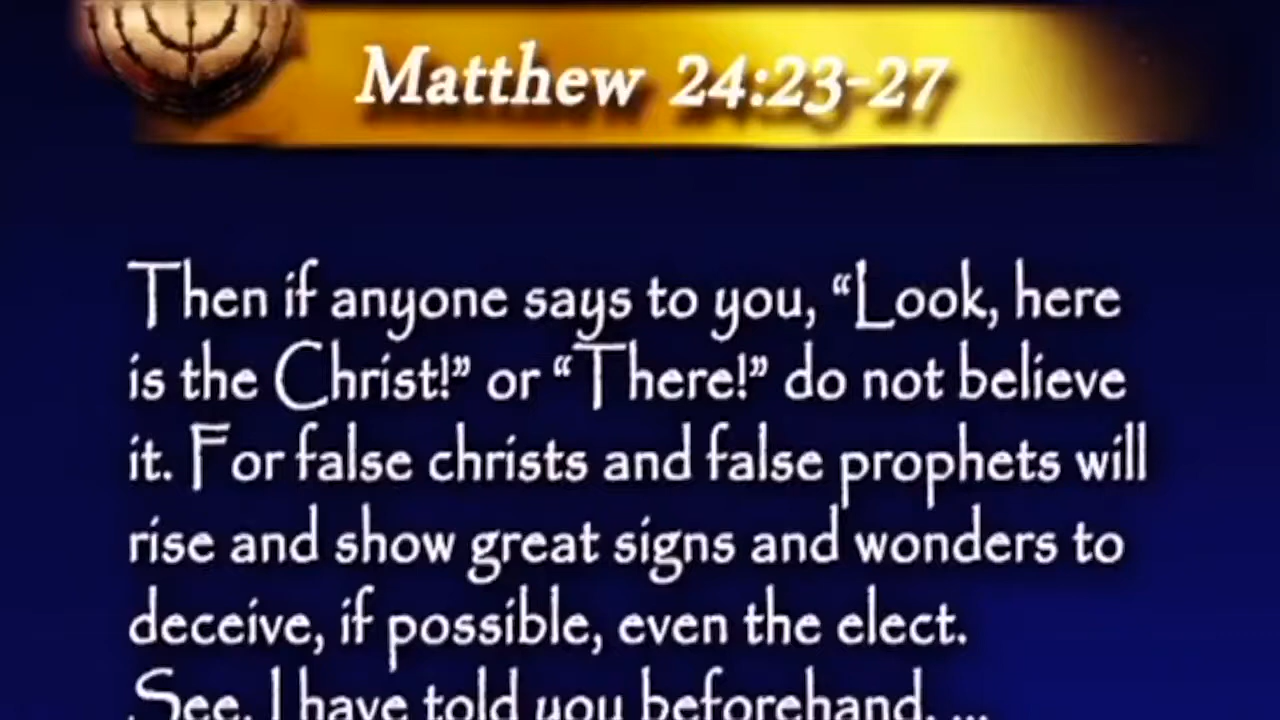 Matthew 24:23-27
Then if anyone says to you, “Look, here
is the Christ!” or “There!” do not believe
it. For false christs and false prophets will
rise and show great signs and wonders to
deceive, if possible, even the elect.
See, I have told you beforehand. ...